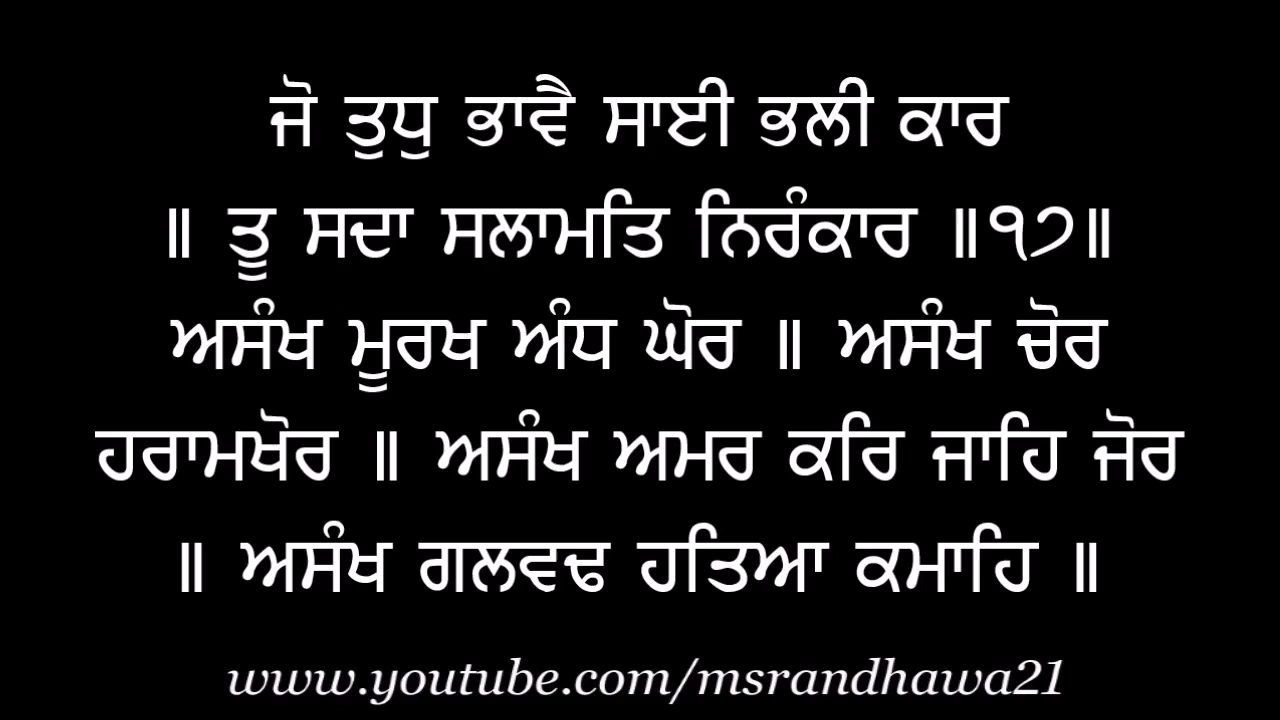 ਜੋ ਤੁਧੁ ਭਾਵੈ ਸਾਈ ਭਲੀ ਕਾਰ
॥ ਤੂ ਸਦਾ ਸਲਾਮਤਿ ਨਿਰੰਕਾਰ ॥੧੭॥
ਅਸੰਖ ਮੂਰਖ ਅੰਧ ਘੋਰ ॥ ਅਸੰਖ ਚੋਰ
ਹਰਾਮਖੋਰ ॥ ਅਸੰਖ ਅਮਰ ਕਰਿ ਜਾਹਿ ਜੋਰ
॥ ਅਸੰਖ ਗਲਵਢ ਹਤਿਆ ਕਮਾਹਿ ॥
www.youtube.com/msrandhawa21